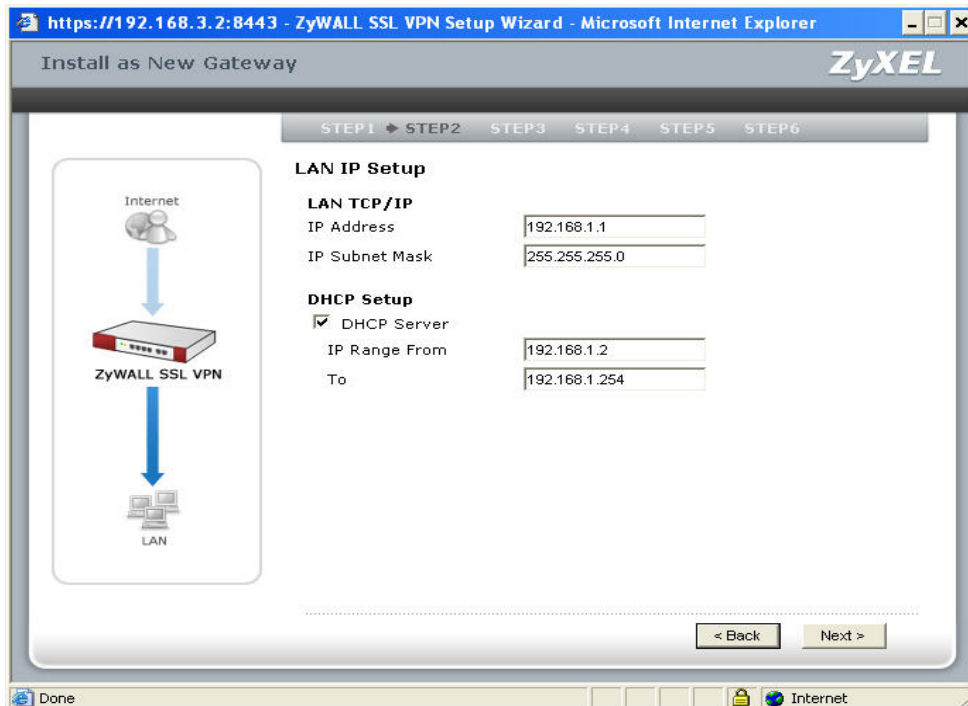 https://192.168.3.2:8443 - ZyWALL SSL VPN Setup Wizard - Microsoft Internet Explorer
Install as New Gateway
ZyXEL
STEP1 STEP2 STEP3 STEP4 STEP5 STEP6
LAN IP Setup
LAN TCP/IP
IP Address 192.168.1.1
IP Subnet Mask 255.255.255.0
DHCP Setup
DHCP Server
IP Range From 192.168.1.2
To 192.168.1.254
Internet
ZyWALL SSL VPN
LAN
< Back Next >
Done Internet